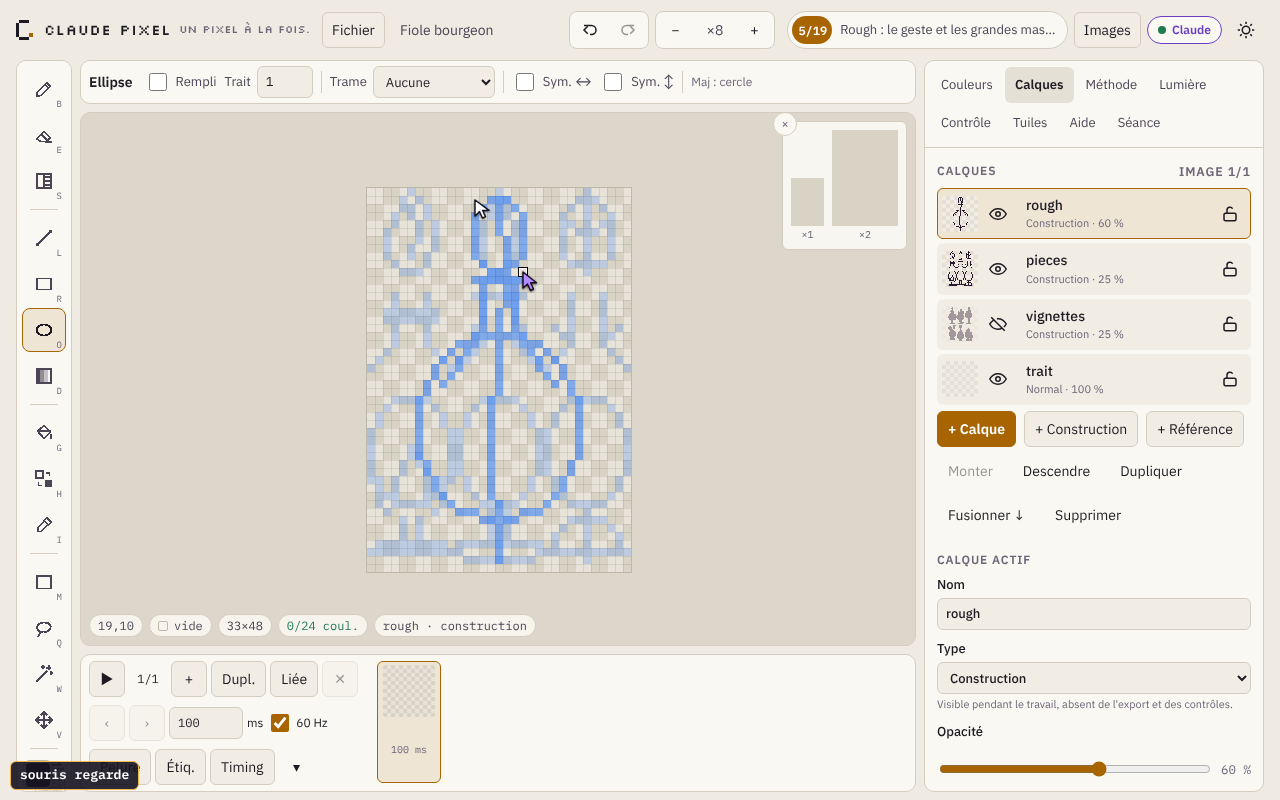 CLAUDE PIXEL UN PIXEL À LA FOIS. Fichier Fiole bourgeon − ×8 + 5/19 Rough : le geste et les grandes mas… Images Claude
Ellipse Rempli Trait 1 Trame Aucune Sym. ↔ Sym. ↕ Maj : cercle
B
E
S
L
R
O
D
G
H
I
M
Q
W
V
×
×1 ×2
19,10 vide 33×48 0/24 coul. rough · construction
1/1 + Dupl. Liée ×
‹ › 100 ms 60 Hz
Étiq. Timing ▼
100 ms
souris regarde
Couleurs Calques Méthode Lumière
Contrôle Tuiles Aide Séance
CALQUES IMAGE 1/1
rough
Construction · 60 %
pieces
Construction · 25 %
vignettes
Construction · 25 %
trait
Normal · 100 %
+ Calque + Construction + Référence
Monter Descendre Dupliquer
Fusionner ↓ Supprimer
CALQUE ACTIF
Nom
rough
Type
Construction
Visible pendant le travail, absent de l'export et des contrôles.
Opacité
60 %